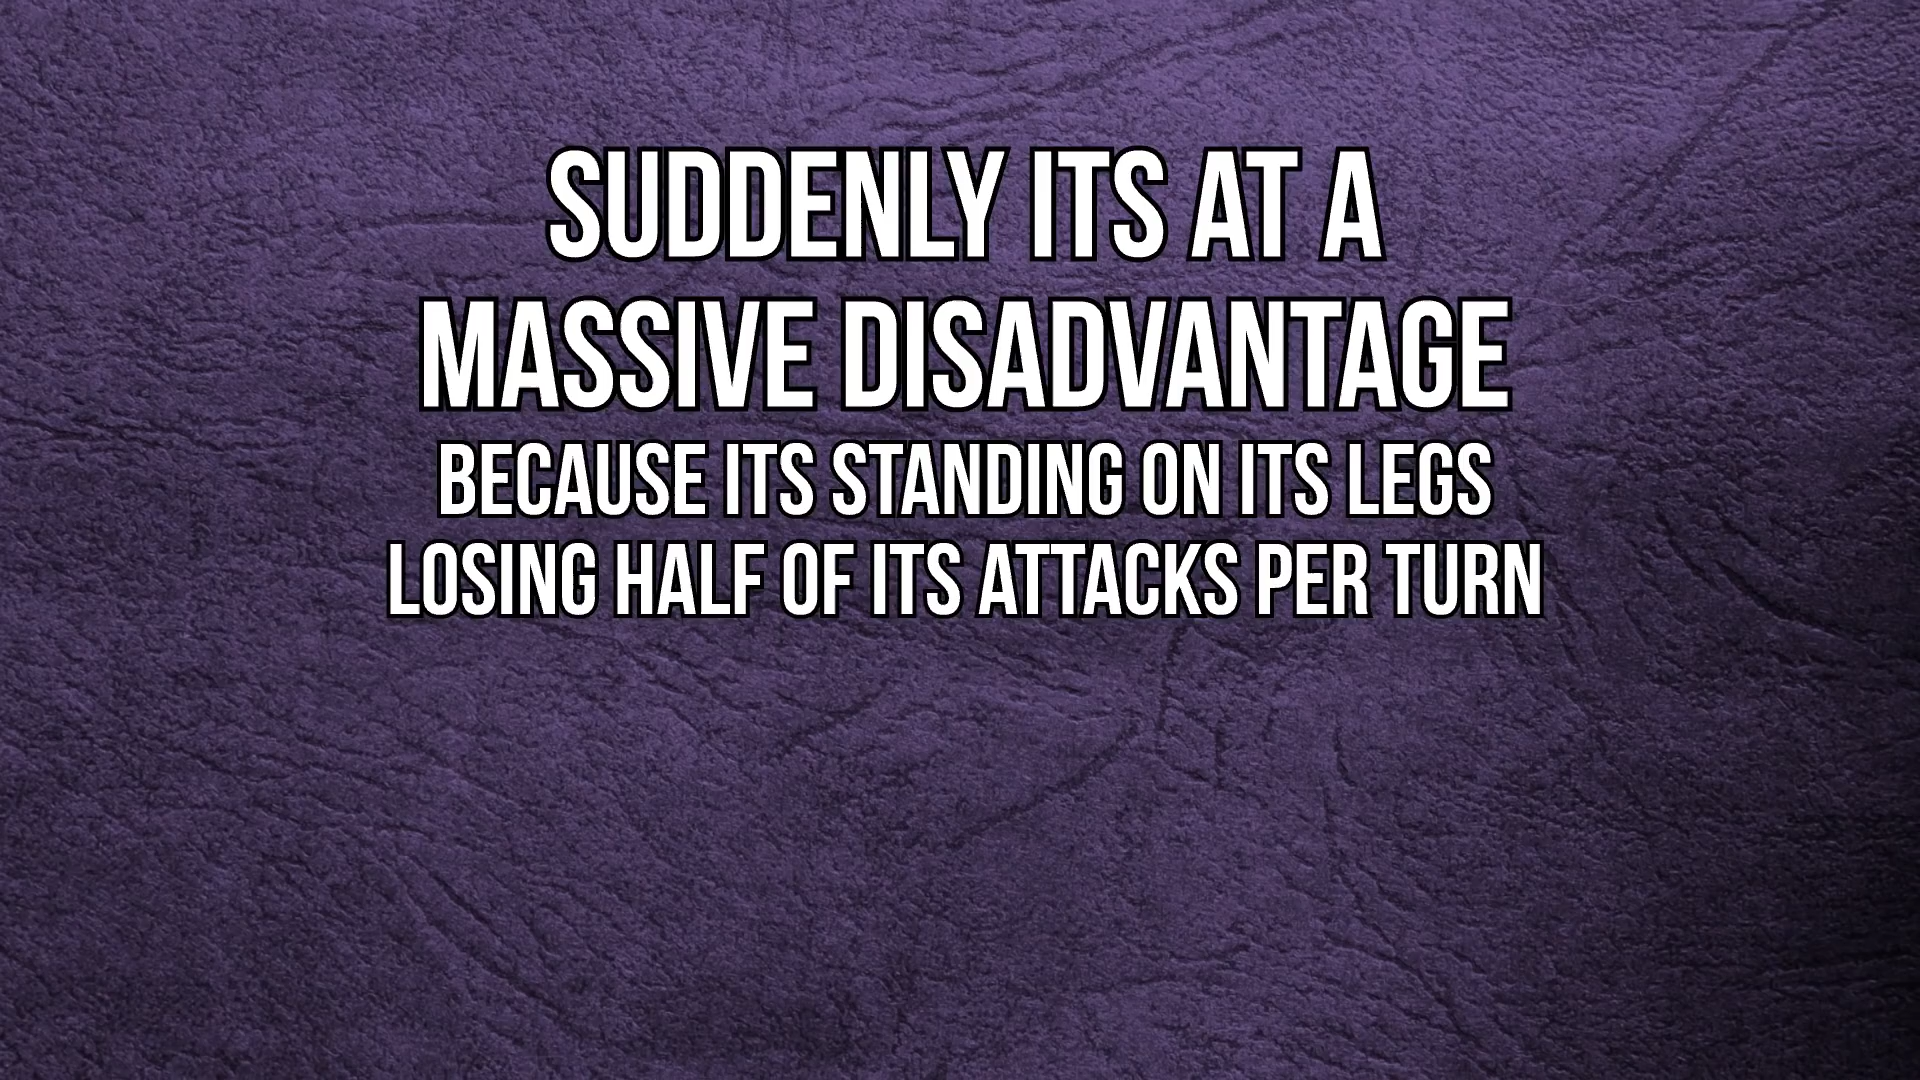 SUDDENLY ITS AT A
MASSIVE DISADVANTAGE
BECAUSE ITS STANDING ON ITS LEGS
LOSING HALF OF ITS ATTACKS PER TURN